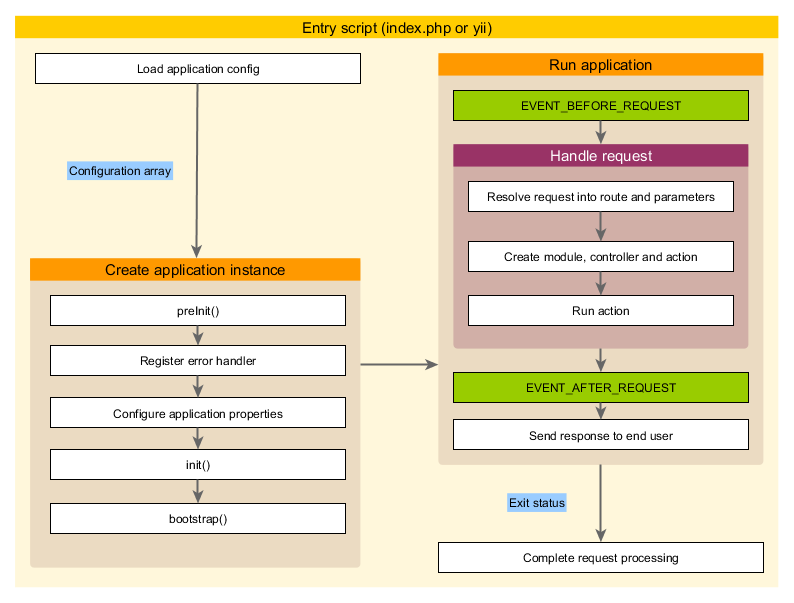 Entry script (index.php or yii)
Load application config
Configuration array
Create application instance
preInit()
Register error handler
Configure application properties
init()
bootstrap()
Run application
EVENT_BEFORE_REQUEST
Handle request
Resolve request into route and parameters
Create module, controller and action
Run action
EVENT_AFTER_REQUEST
Send response to end user
Exit status
Complete request processing